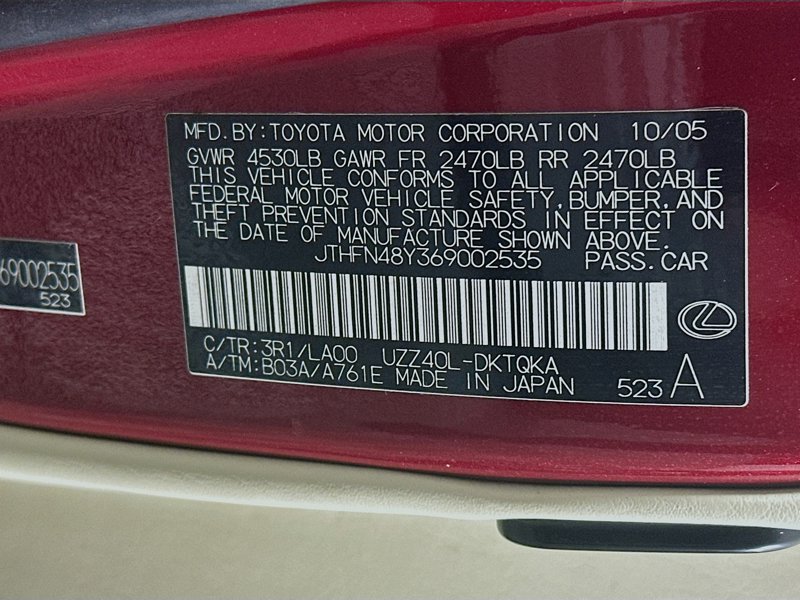 MFD. BY: TOYOTA MOTOR CORPORATION 10/05
GVWR 4530LB GAWR FR 2470LB RR 2470LB
THIS VEHICLE CONFORMS TO ALL APPLICABLE
FEDERAL MOTOR VEHICLE SAFETY, BUMPER, AND
THEFT PREVENTION STANDARDS IN EFFECT ON
THE DATE OF MANUFACTURE SHOWN ABOVE.
JTHFN48Y369002535 PASS. CAR
C/TR: 3R1/LA00 UZZ40L-DKTQKA
A/TM: B03A/A761E MADE IN JAPAN 523 A
69002535
523